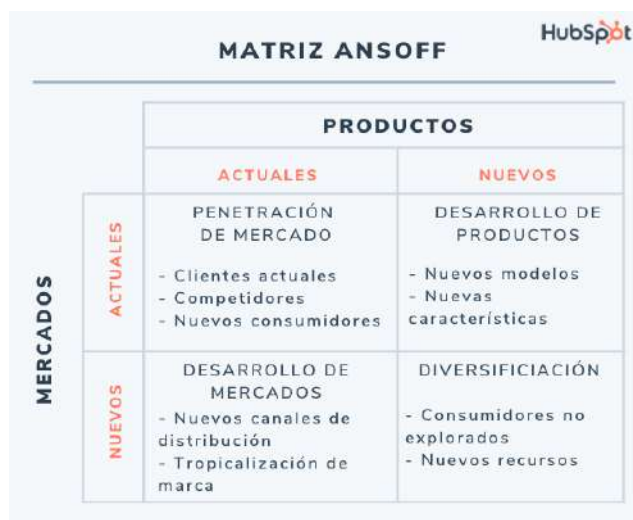 HubSpot
MATRIZ ANSOFF
PRODUCTOS
ACTUALES
NUEVOS
MERCADOS
ACTUALES
PENETRACIÓN
DE MERCADO
- Clientes actuales
- Competidores
- Nuevos consumidores
DESARROLLO DE
PRODUCTOS
- Nuevos modelos
- Nuevas
características
NUEVOS
DESARROLLO DE
MERCADOS
- Nuevos canales de
distribución
- Tropicalización de
marca
DIVERSIFICIACIÓN
- Consumidores no
explorados
- Nuevos recursos